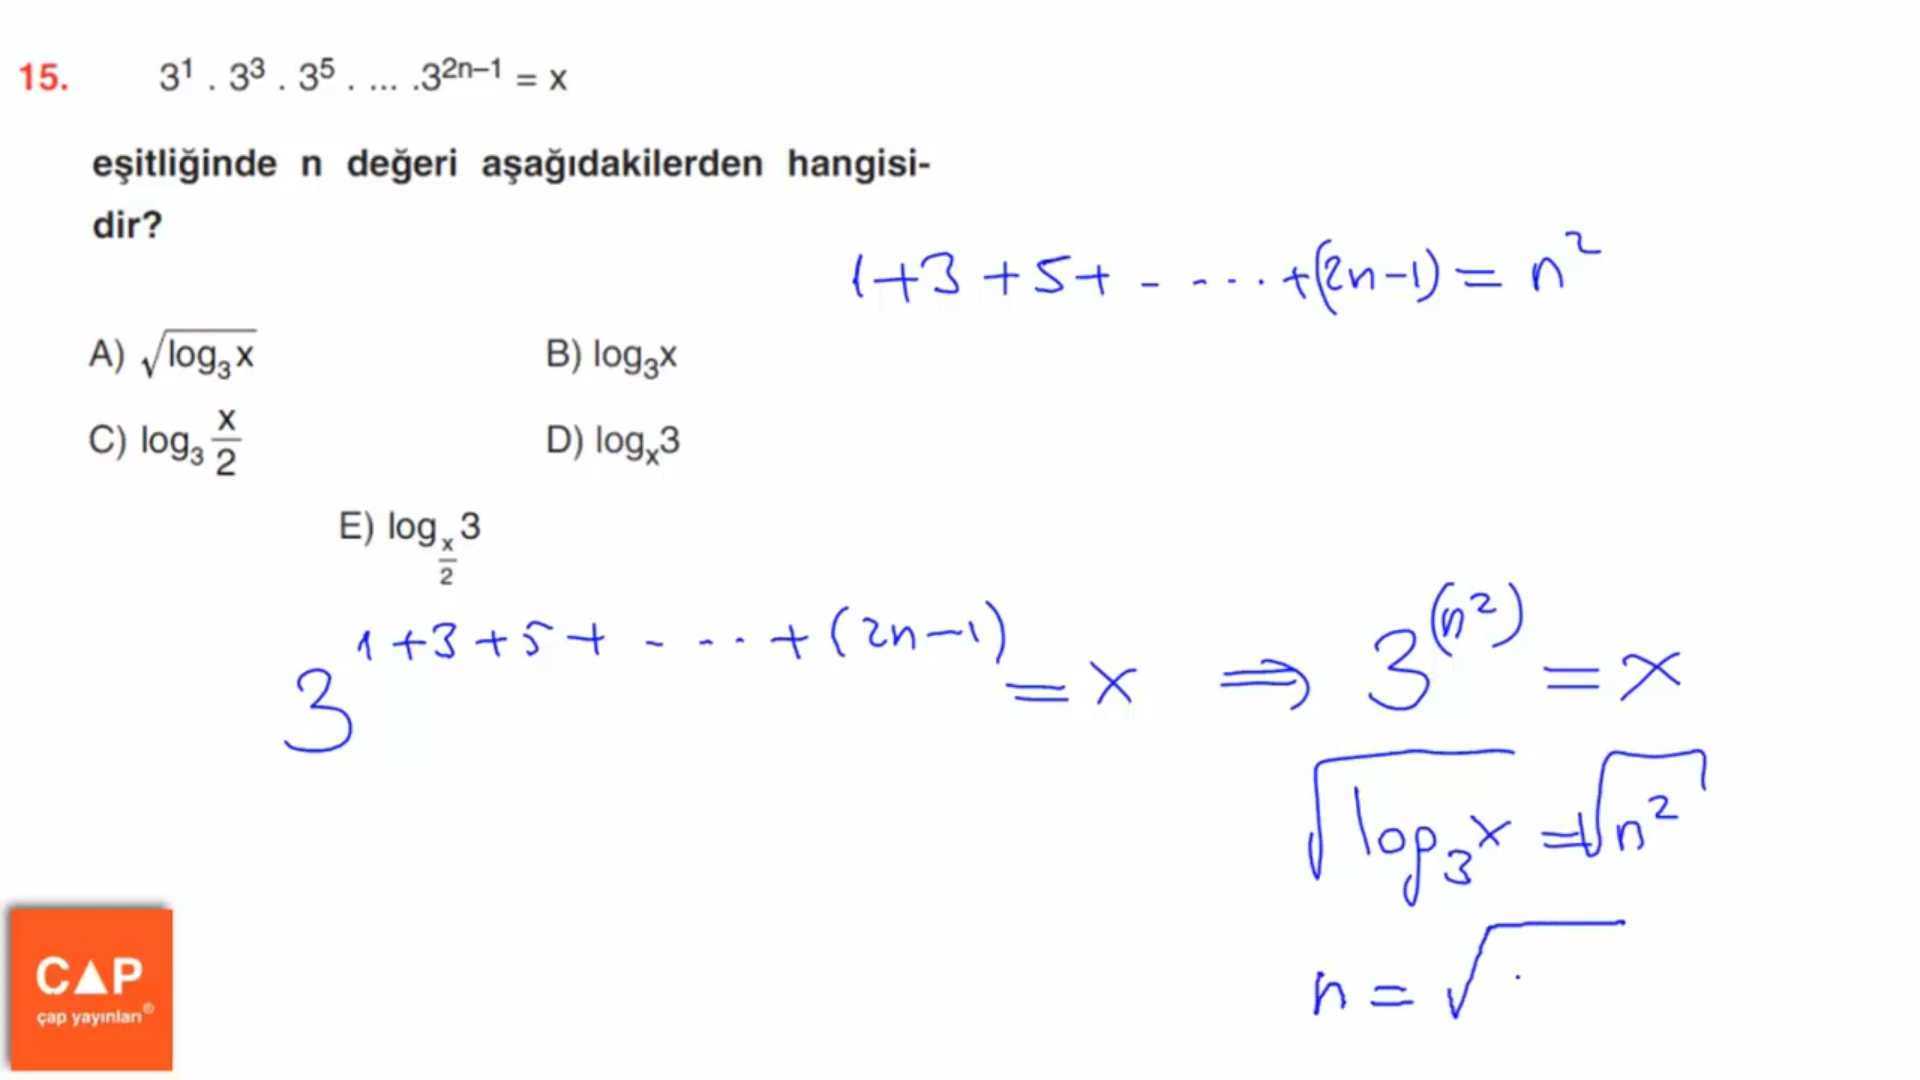 15. 3¹ . 3³ . 3⁵ . ... .3²ⁿ⁻¹ = x
eşitliğinde n değeri aşağıdakilerden hangisi-
dir?
1+3+5+ - ---- +(2n-1) = n²
A) √log₃x B) log₃x
C) log₃ x/2 D) logₓ3
E) log_(x/2) 3
3^(1+3+5+ - --- +(2n-1)) = x ⇒ 3^(n²) = x
√log₃x = √n²
n = √
CAP
çap yayınları®